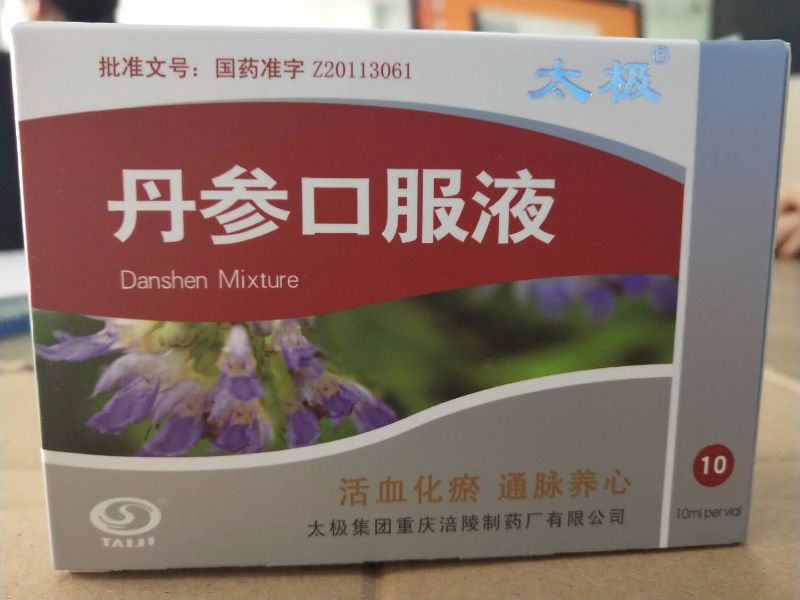 批准文号：国药准字 Z20113061
太极®
丹参口服液
Danshen Mixture
活血化瘀 通脉养心
太极集团重庆涪陵制药厂有限公司
TAIJI®
10
10ml per vial